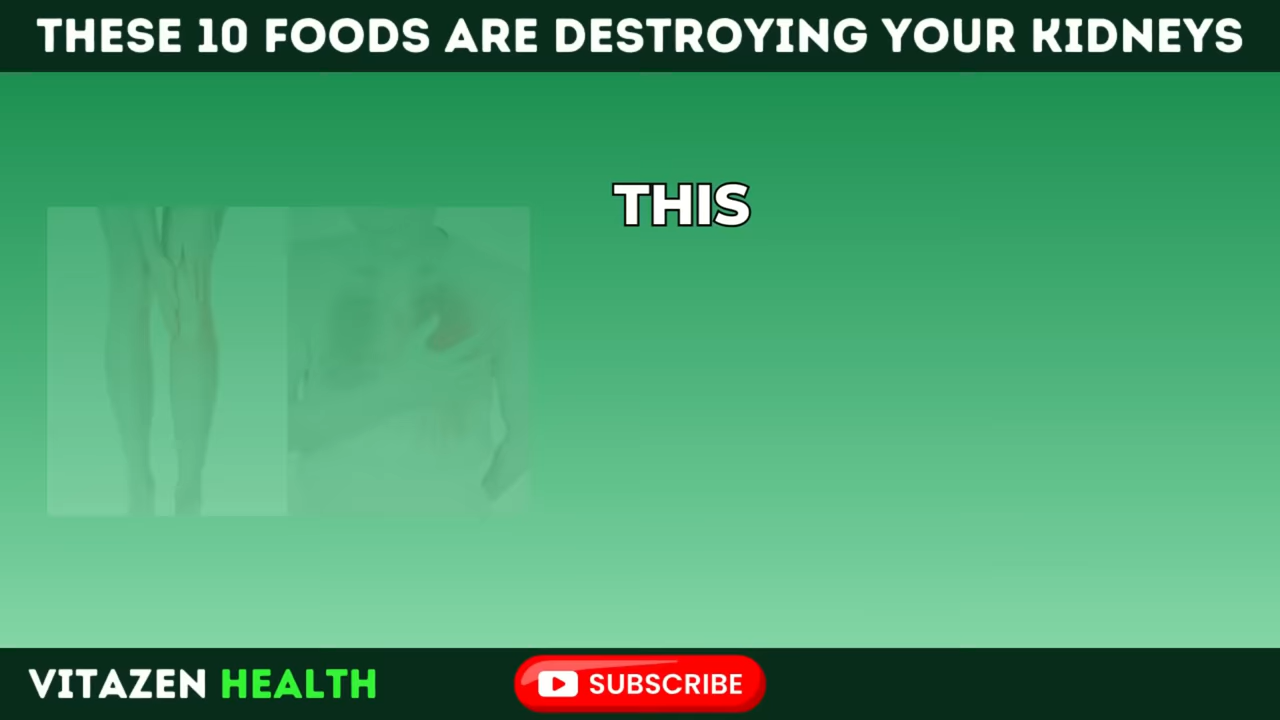 THESE 10 FOODS ARE DESTROYING YOUR KIDNEYS
THIS
VITAZEN HEALTH
SUBSCRIBE